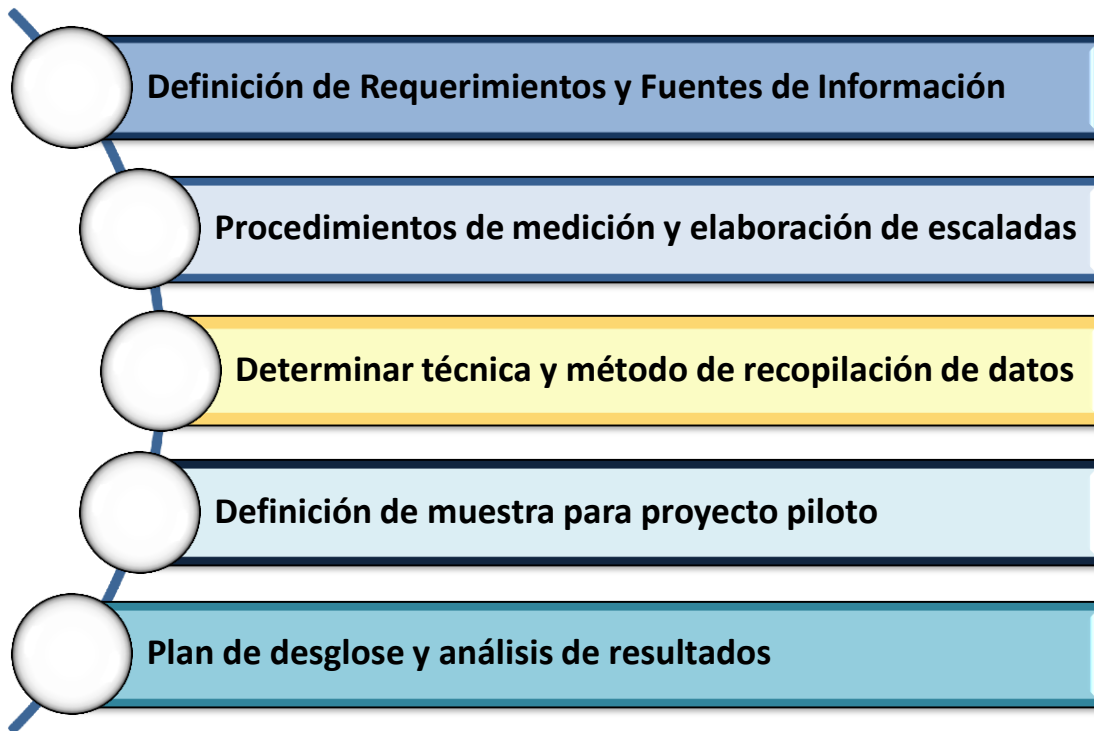 Definición de Requerimientos y Fuentes de Información
Procedimientos de medición y elaboración de escaladas
Determinar técnica y método de recopilación de datos
Definición de muestra para proyecto piloto
Plan de desglose y análisis de resultados